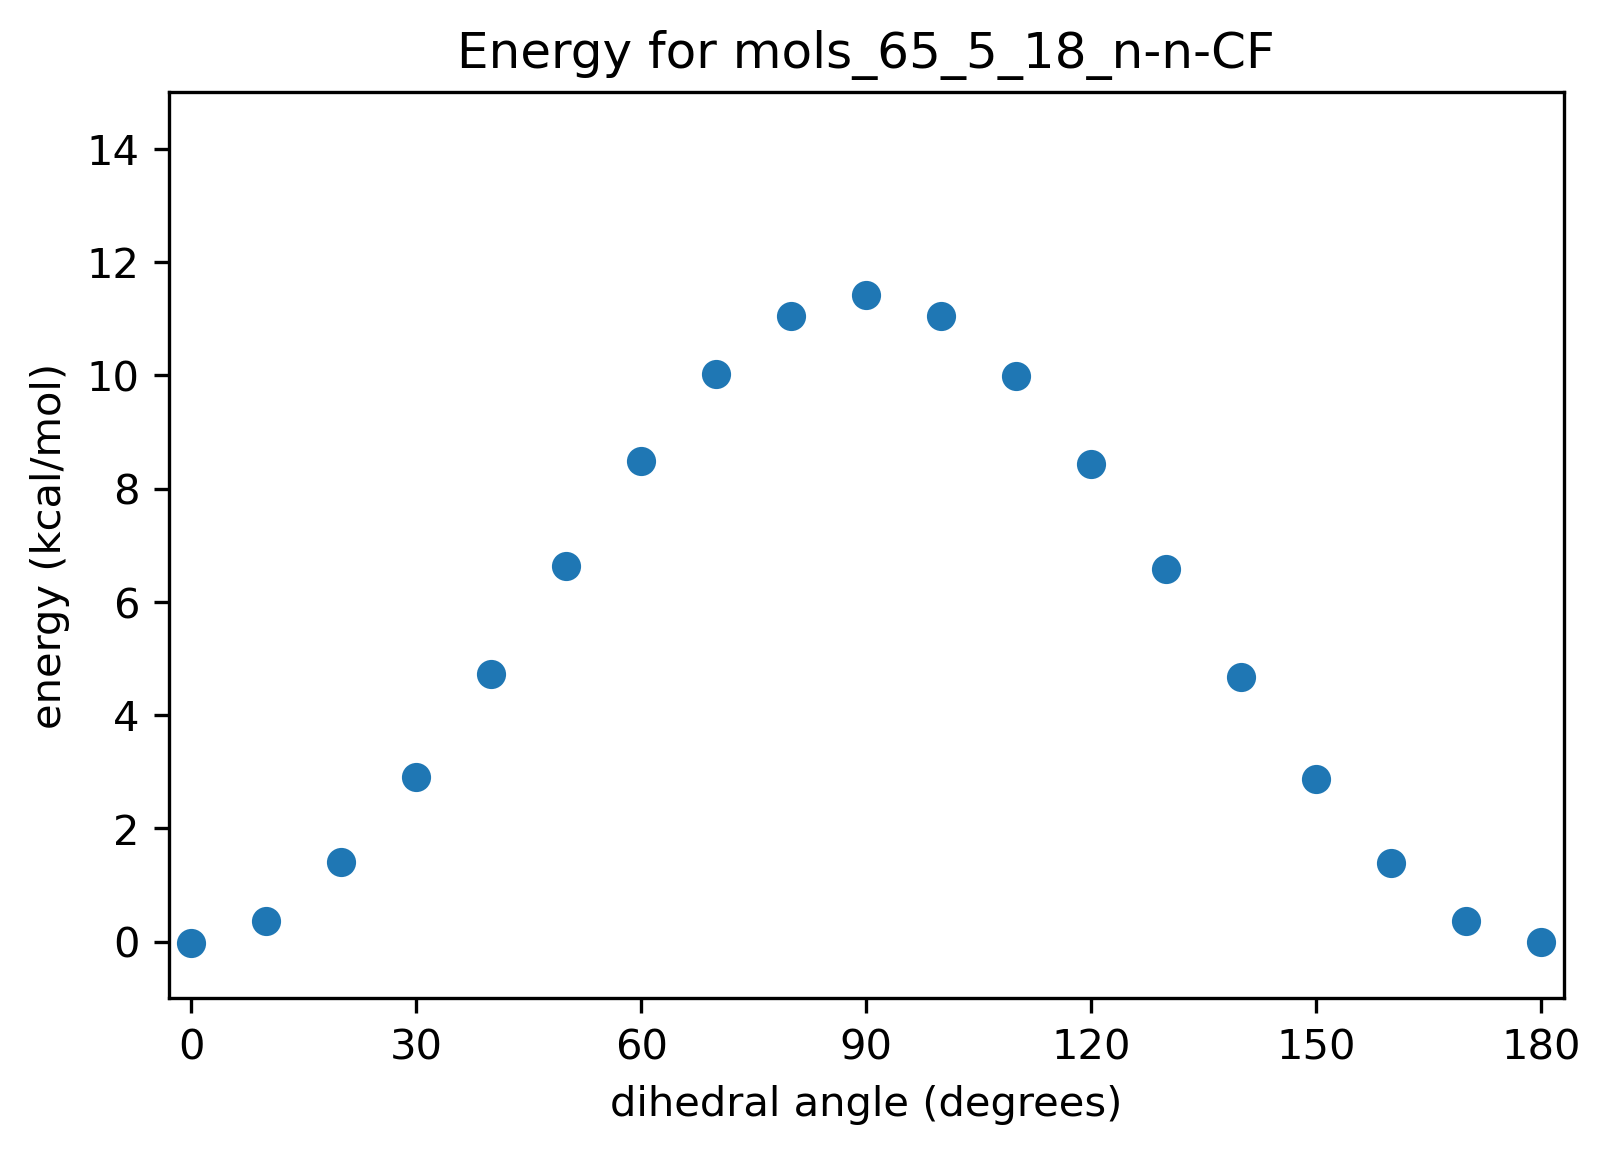 Energy for mols_65_5_18_n-n-CF
14
12
10
8
6
4
2
0
energy (kcal/mol)
0 30 60 90 120 150 180
dihedral angle (degrees)